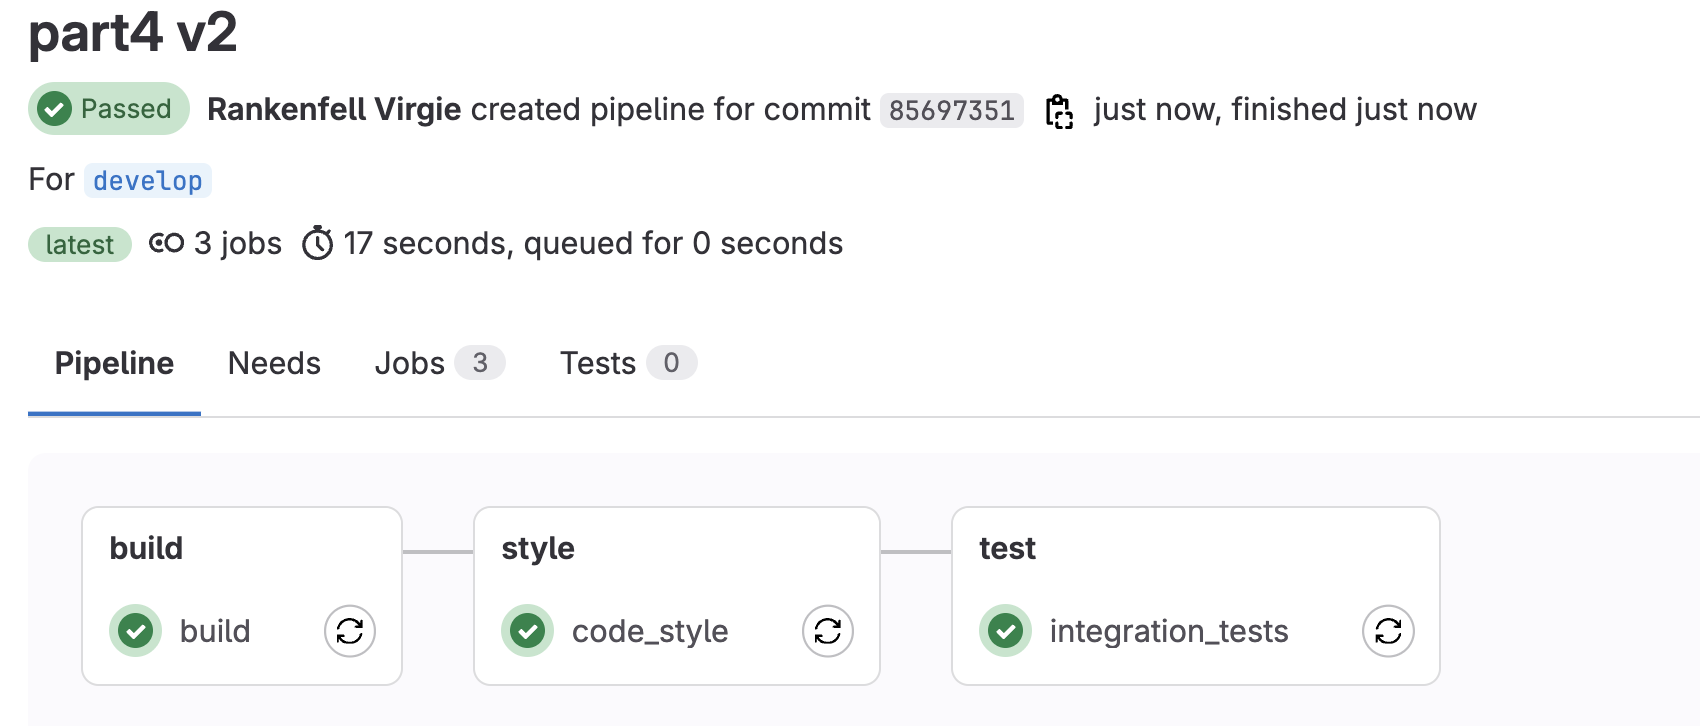 part4 v2
Passed Rankenfell Virgie created pipeline for commit 85697351 just now, finished just now
For develop
latest 3 jobs 17 seconds, queued for 0 seconds
Pipeline Needs Jobs 3 Tests 0
build style test
build code_style integration_tests